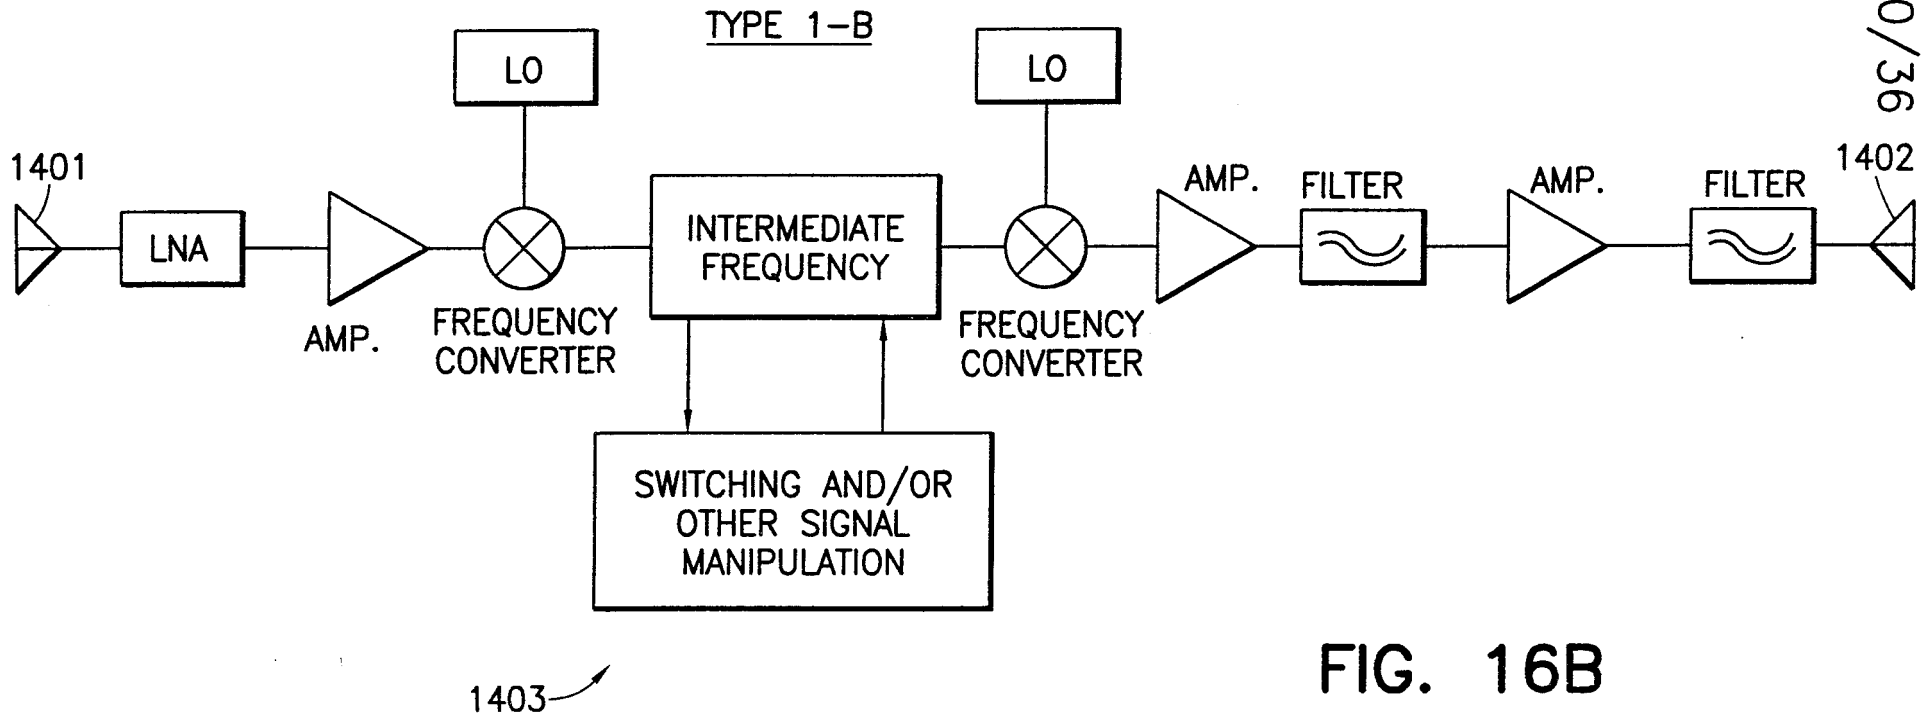 TYPE 1-B
0/36
LO
LO
1401
1402
LNA
AMP.
FREQUENCY
CONVERTER
INTERMEDIATE
FREQUENCY
FREQUENCY
CONVERTER
AMP.
FILTER
AMP.
FILTER
SWITCHING AND/OR
OTHER SIGNAL
MANIPULATION
1403
FIG. 16B